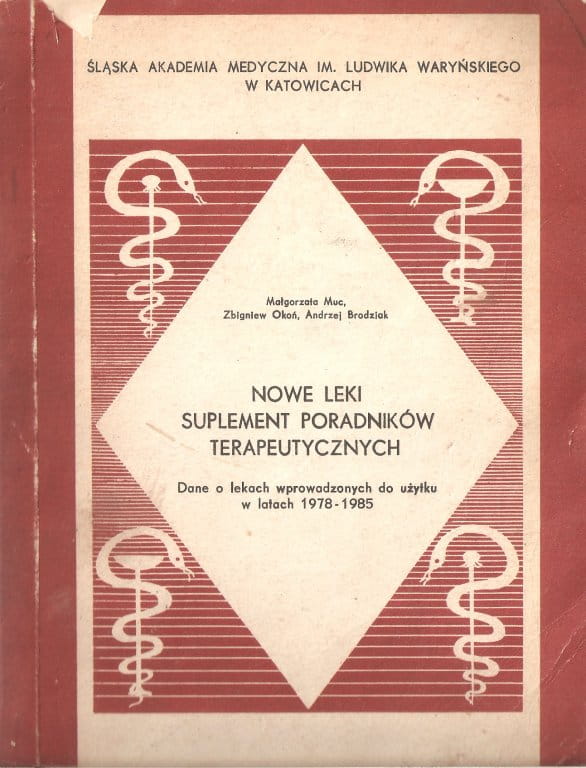 ŚLĄSKA AKADEMIA MEDYCZNA IM. LUDWIKA WARYŃSKIEGO
W KATOWICACH
Małgorzata Muc,
Zbigniew Okoń, Andrzej Brodziak
NOWE LEKI
SUPLEMENT PORADNIKÓW
TERAPEUTYCZNYCH
Dane o lekach wprowadzonych do użytku
w latach 1978-1985